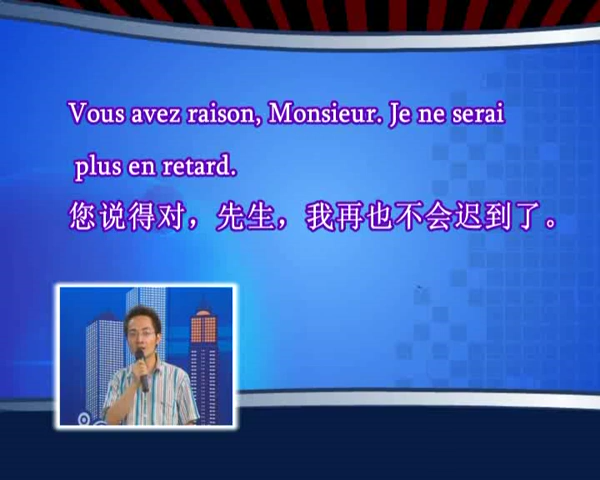 Vous avez raison, Monsieur. Je ne serai
plus en retard.
您说得对，先生，我再也不会迟到了。